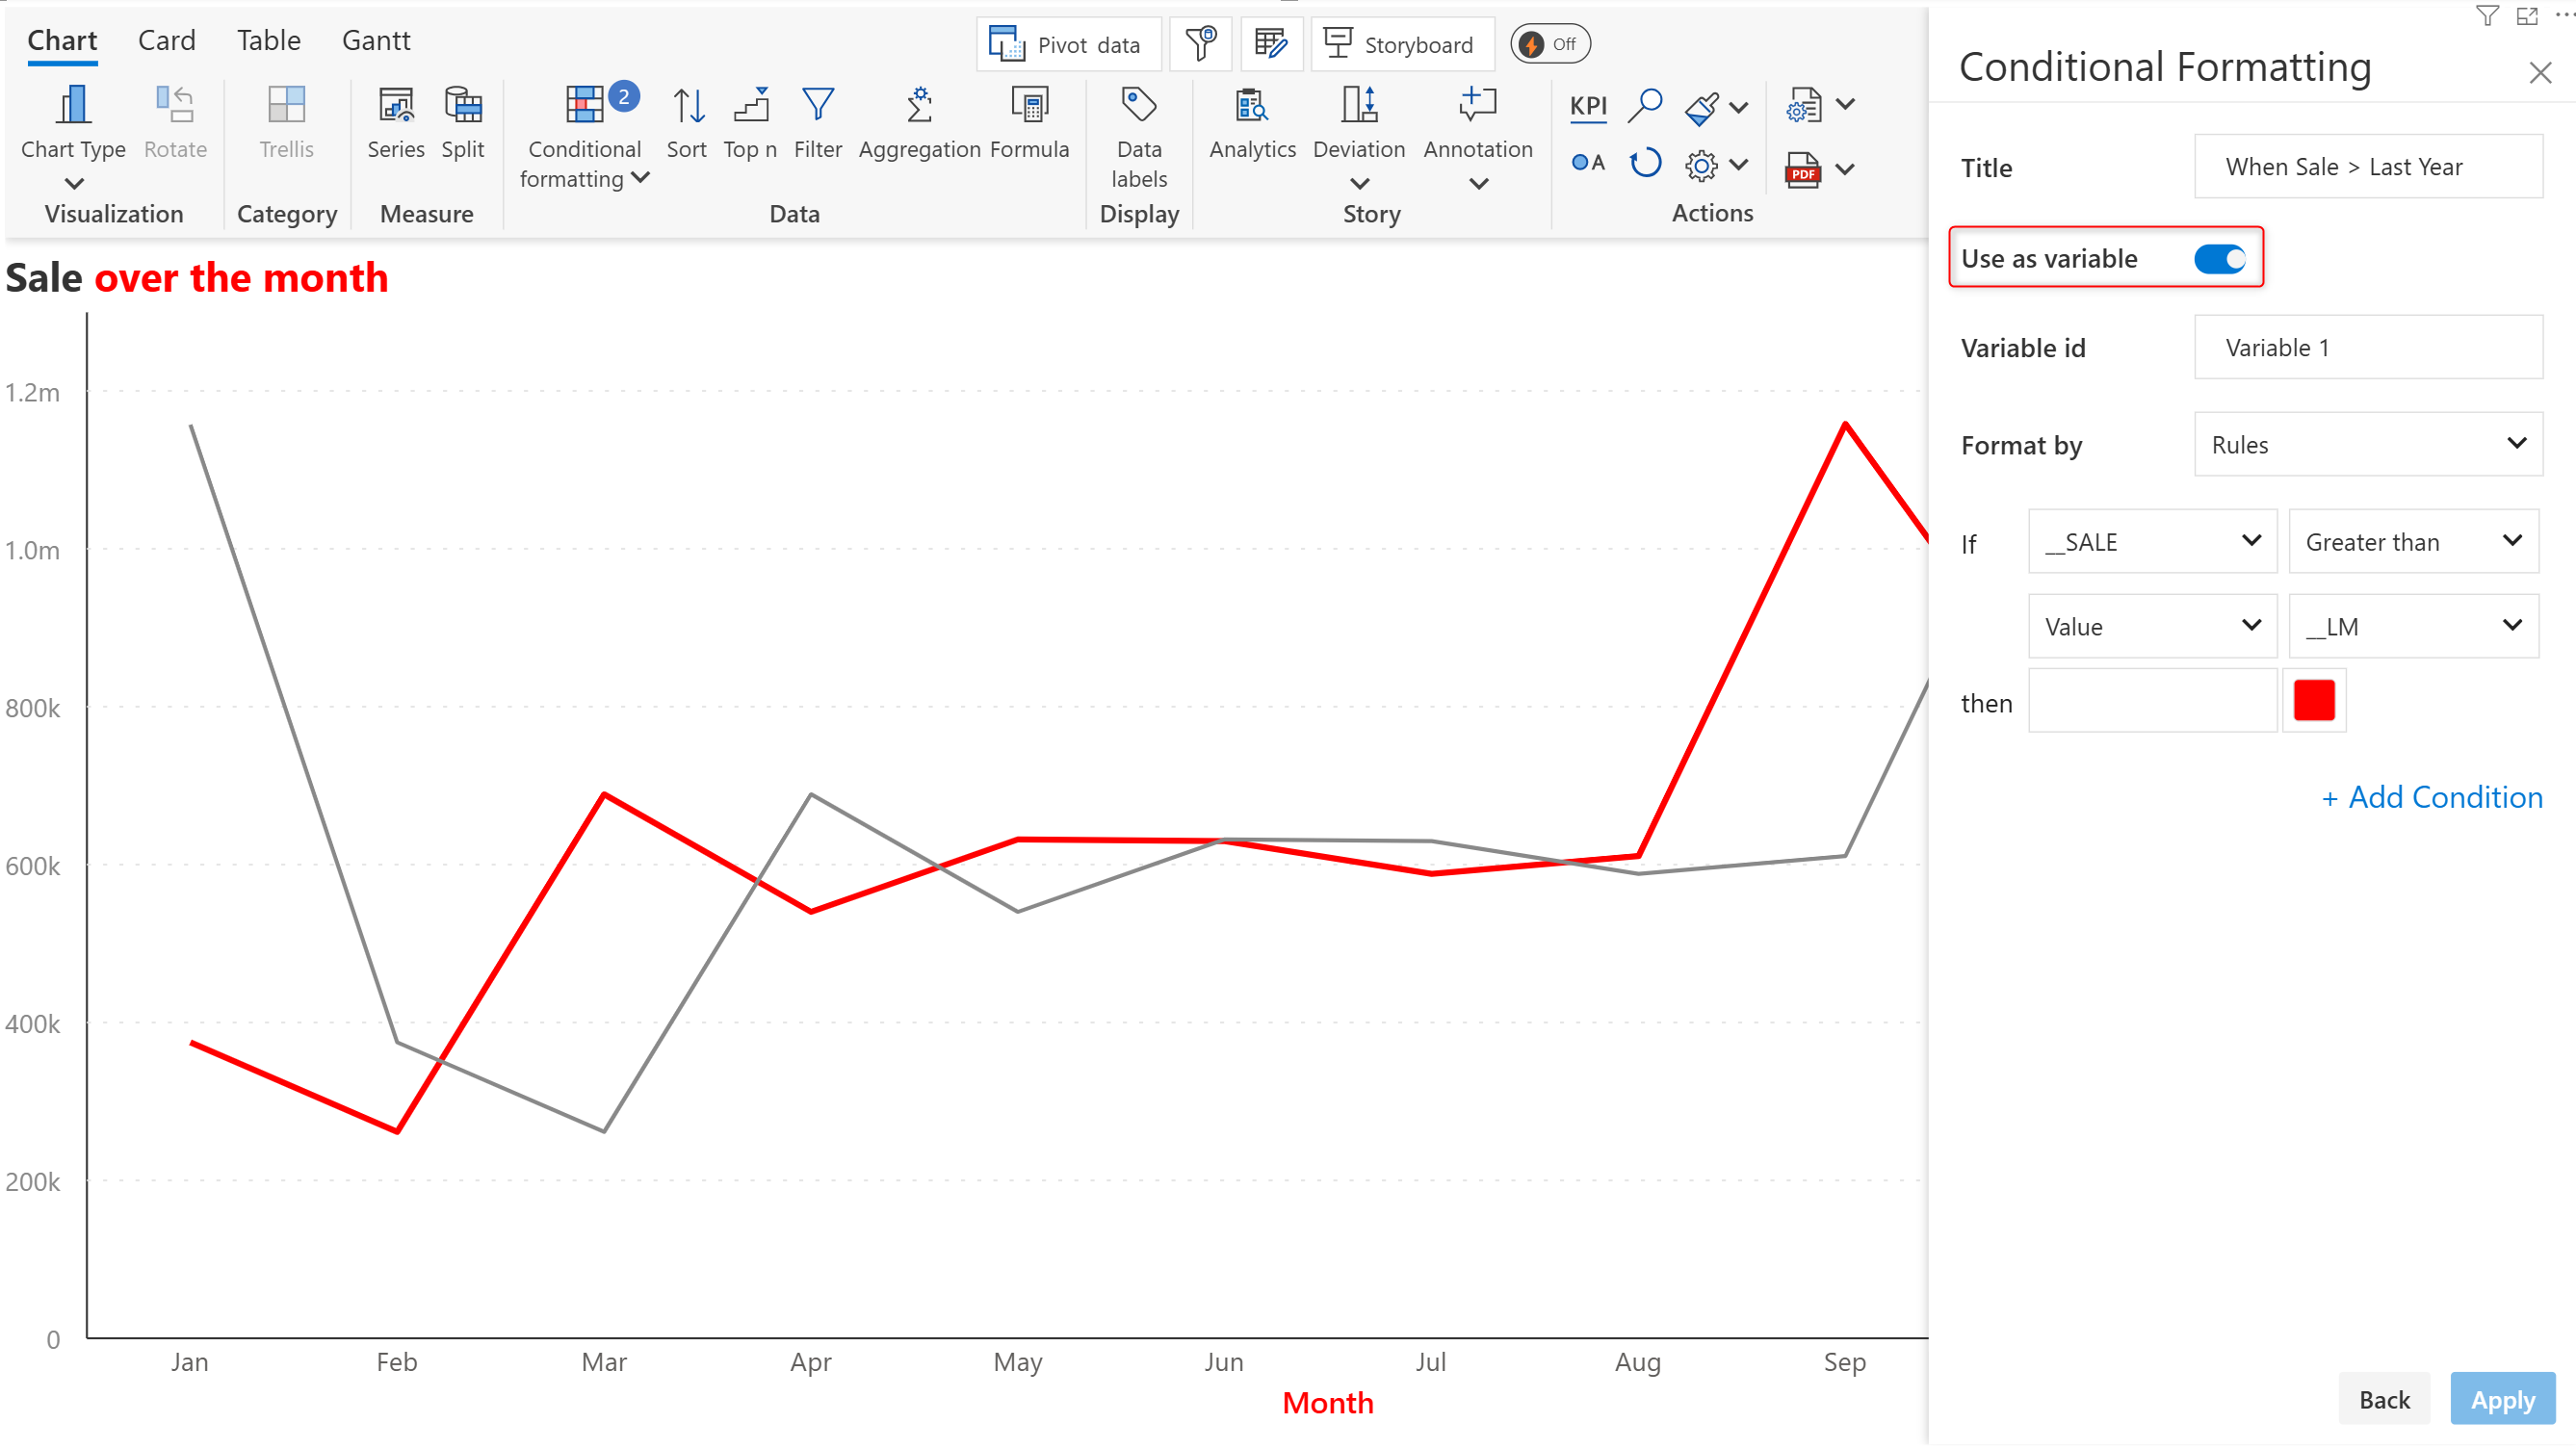 Chart Card Table Gantt
Pivot data
Storyboard
Off
Chart Type
Rotate
Visualization
Trellis
Category
Series
Split
Measure
2
Conditional
formatting
Sort
Top n
Filter
Aggregation
Formula
Data
Data
labels
Display
Analytics
Deviation
Annotation
Story
KPI
A
PDF
Actions
Sale over the month
1.2m
1.0m
800k
600k
400k
200k
0
Jan Feb Mar Apr May Jun Jul Aug Sep
Month
Conditional Formatting
Title When Sale > Last Year
Use as variable
Variable id Variable 1
Format by Rules
If __SALE Greater than
Value __LM
then
+ Add Condition
Back Apply